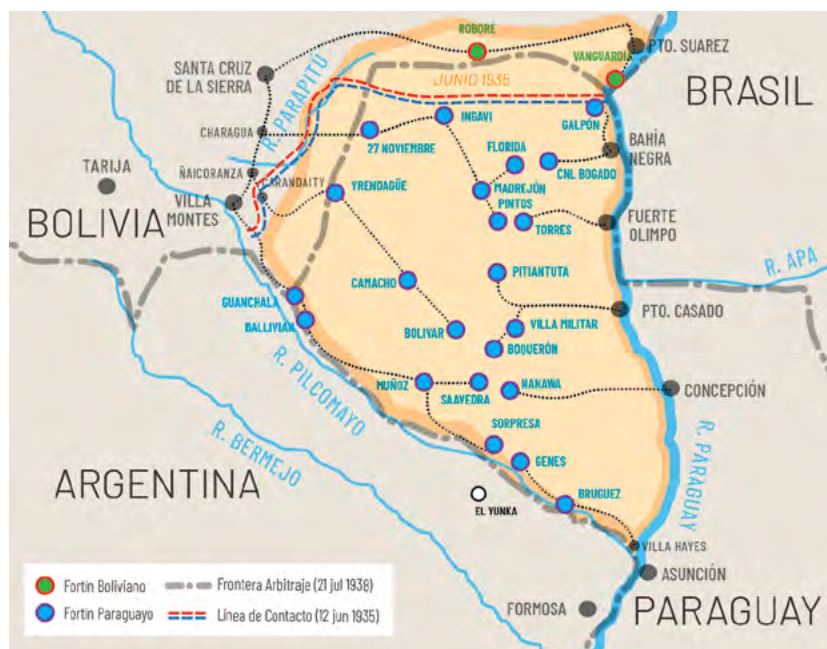 ROBORÉ
PTO. SUAREZ
VANGUARDIA
SANTA CRUZ
DE LA SIERRA
R. PARAPITU
JUNIO 1935
BRASIL
INGAVI
GALPÓN
CHARAGUA
27 NOVIEMBRE
FLORIDA
BAHÍA
NEGRA
CNL BOGADO
ÑAICORANZA
TARIJA
CARANDAITY
YRENDAGÜE
MADREJÓN
PINTOS
VILLA
MONTES
BOLIVIA
TORRES
FUERTE
OLIMPO
R. APA
PITIANTUTA
CAMACHO
GUANCHALA
BALLIVIÁN
BOLIVAR
VILLA MILITAR
PTO. CASADO
BOQUERÓN
R. PILCOMAYO
MUÑOZ
SAAVEDRA
NANAWA
CONCEPCIÓN
R. BERMEJO
SORPRESA
GENES
R. PARAGUAY
ARGENTINA
EL YUNKA
BRUGUEZ
VILLA HAYES
ASUNCIÓN
FORMOSA
PARAGUAY
Fortín Boliviano
Frontera Arbitraje (21 jul 1938)
Fortín Paraguayo
Línea de Contacto (12 jun 1935)